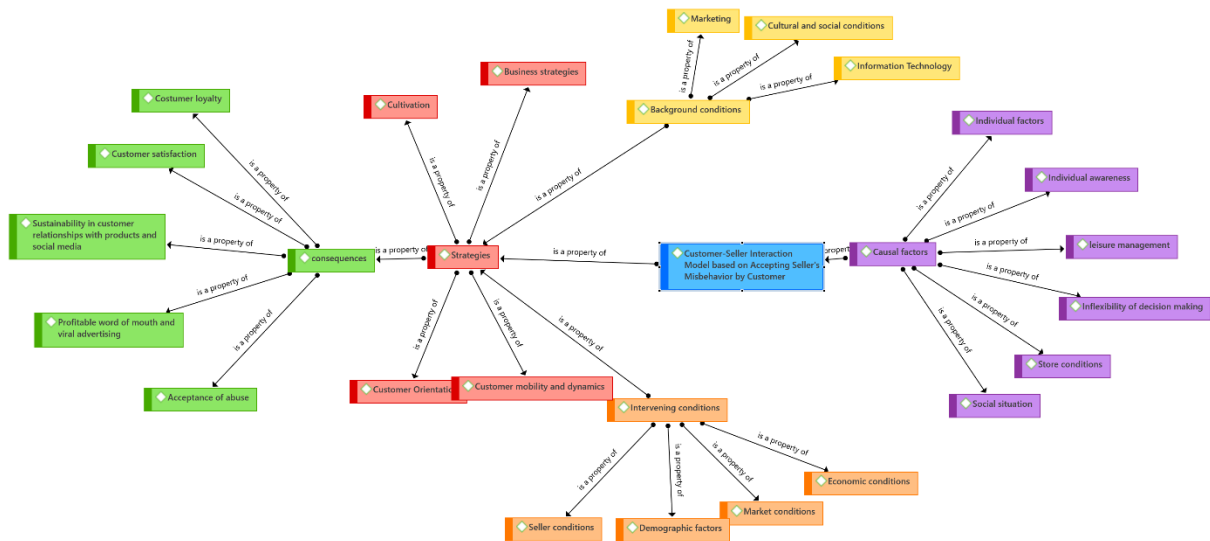 Marketing
Cultural and social conditions
Information Technology
Background conditions
is a property of
is a property of
is a property of
Business strategies
Cultivation
is a property of
is a property of
is a property of
Costumer loyalty
Customer satisfaction
Sustainability in customer
relationships with products and
social media
Profitable word of mouth and
viral advertising
Acceptance of abuse
is a property of
is a property of
is a property of
is a property of
is a property of
consequences
is a property of
Strategies
is a property of
Customer-Seller Interaction
Model based on Accepting Seller's
Misbehavior by Customer
Causal factors
Individual factors
Individual awareness
leisure management
Inflexibility of decision making
Store conditions
Social situation
is a property of
is a property of
is a property of
is a property of
is a property of
is a property of
is a property of
is a property of
is a property of
Customer Orientation
Customer mobility and dynamics
Intervening conditions
is a property of
is a property of
is a property of
is a property of
Economic conditions
Market conditions
Demographic factors
Seller conditions